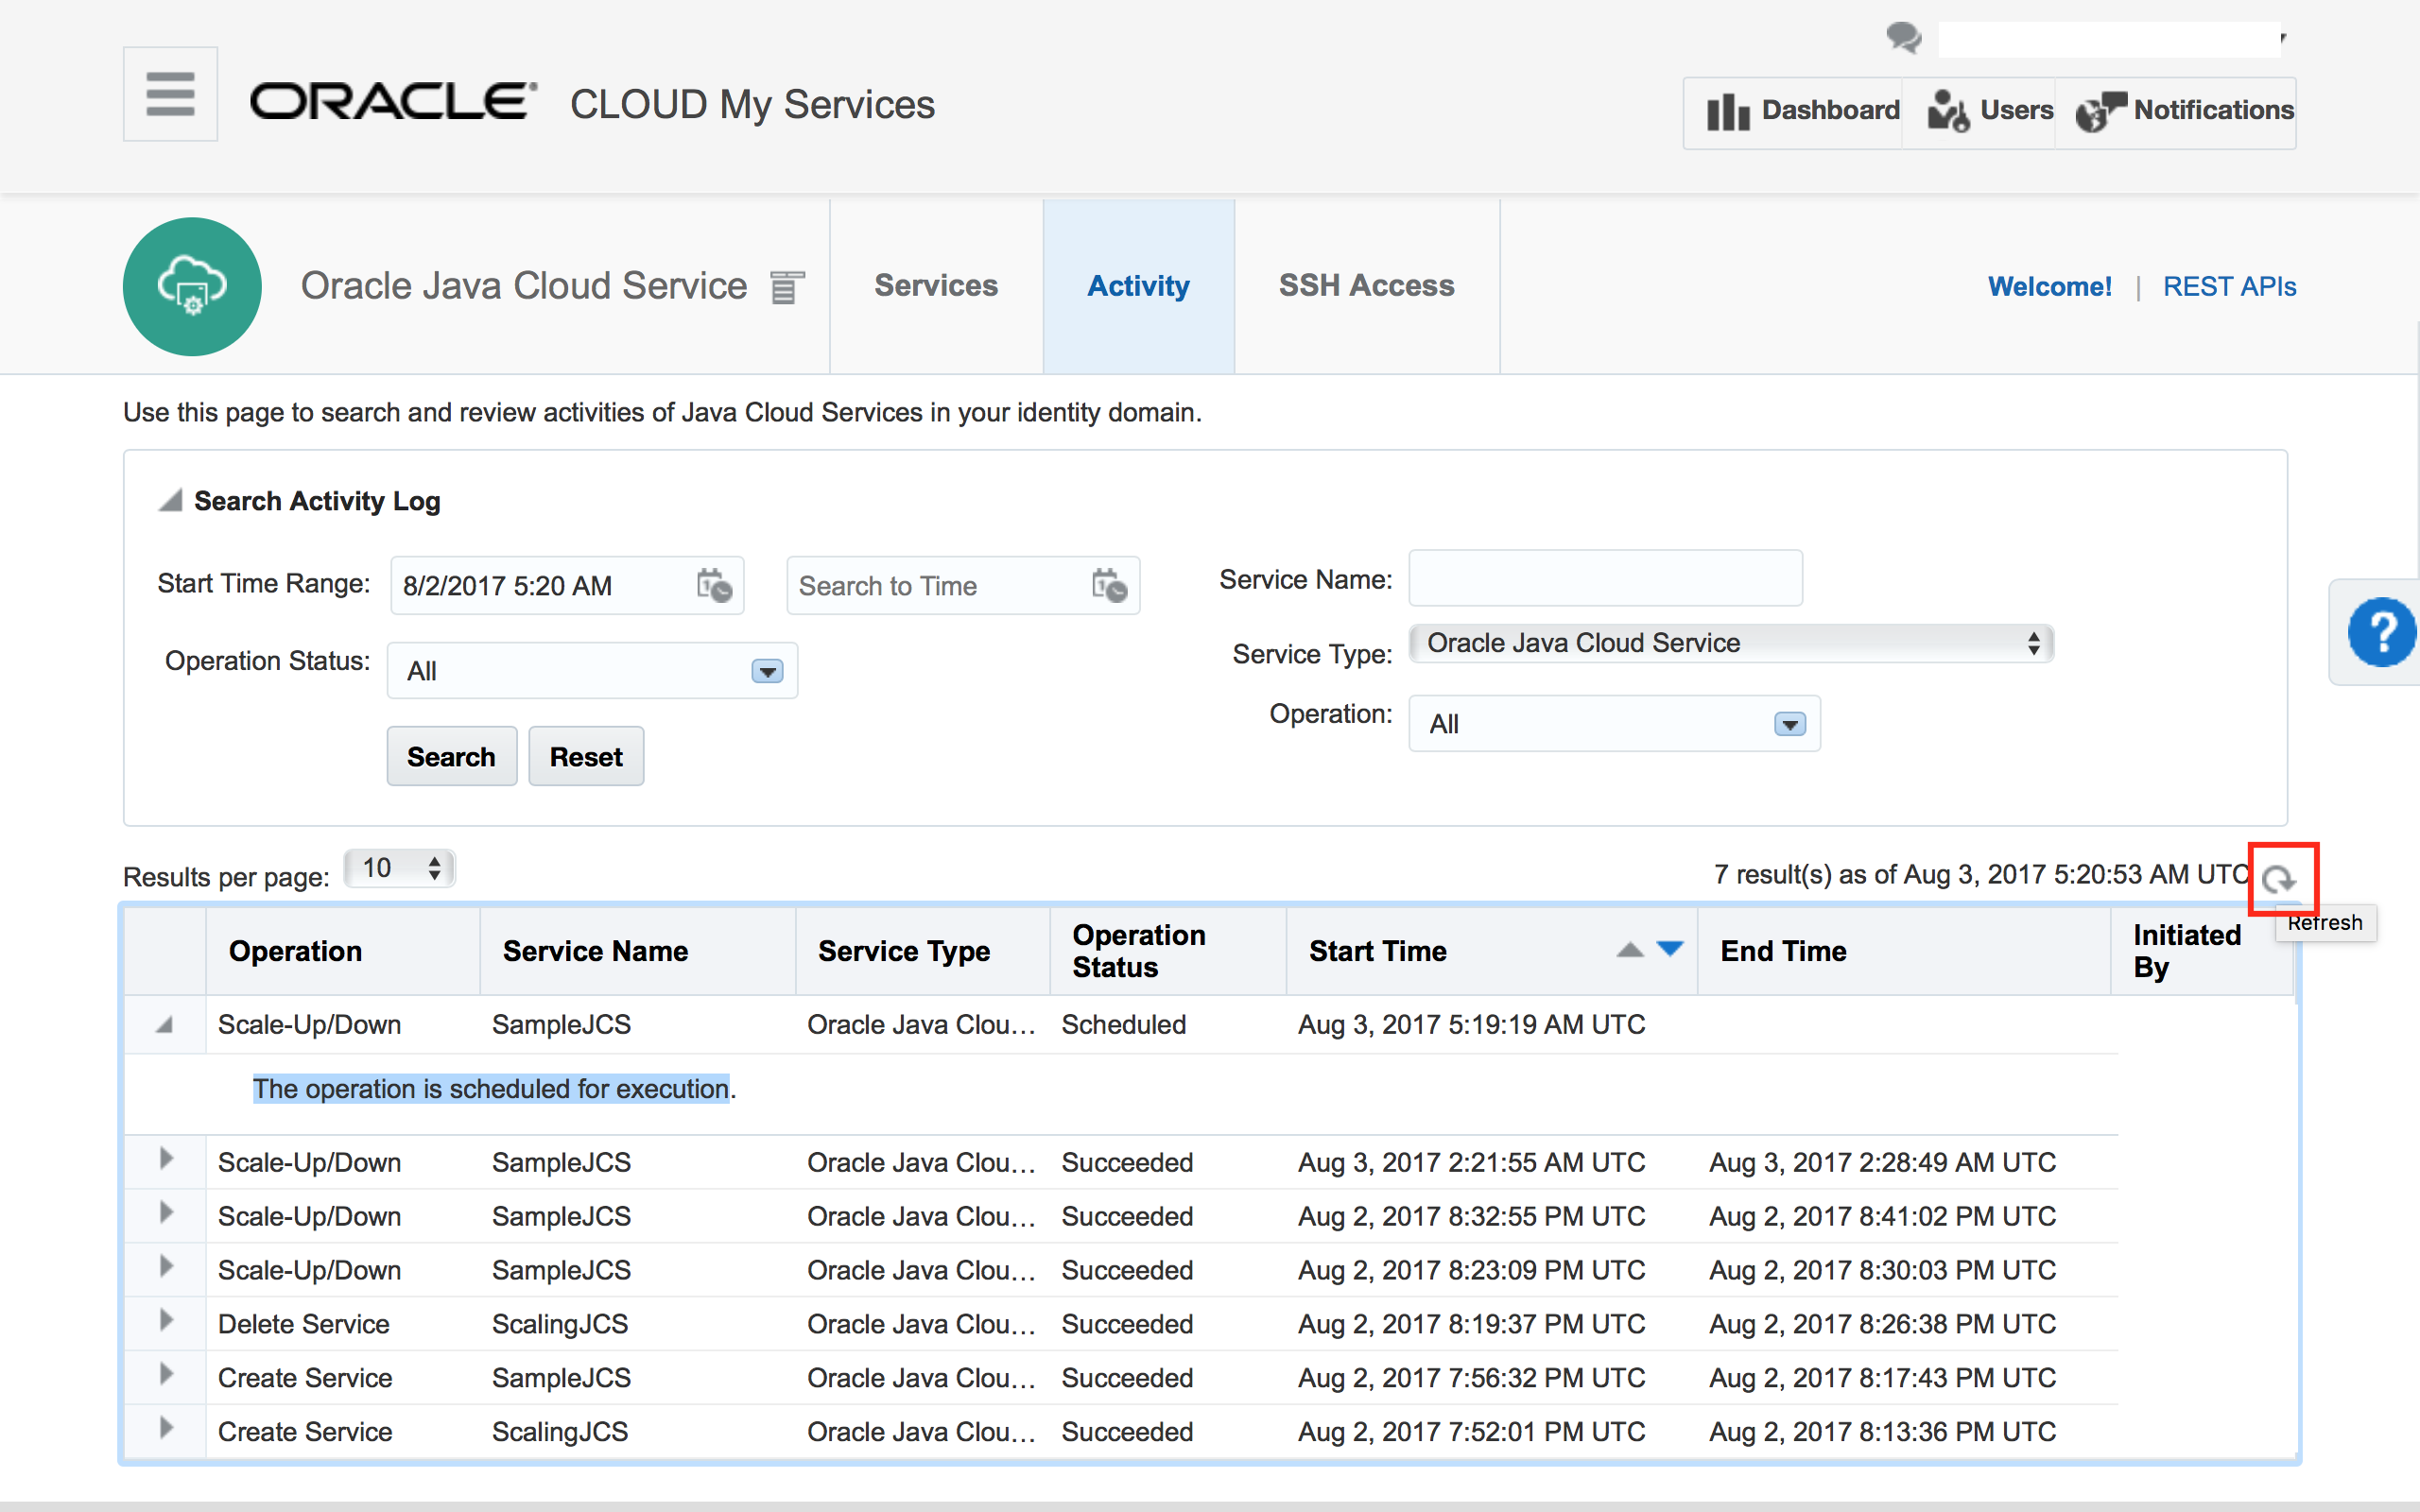 ORACLE® CLOUD My Services
Dashboard Users Notifications
Oracle Java Cloud Service Services Activity SSH Access Welcome! | REST APIs
Use this page to search and review activities of Java Cloud Services in your identity domain.
Search Activity Log
Start Time Range: 8/2/2017 5:20 AM Search to Time Service Name:
Operation Status: All Service Type: Oracle Java Cloud Service
Operation: All
Search Reset
Results per page: 10 7 result(s) as of Aug 3, 2017 5:20:53 AM UTC
Refresh
Operation Service Name Service Type Operation Status Start Time End Time Initiated By
Scale-Up/Down SampleJCS Oracle Java Clou... Scheduled Aug 3, 2017 5:19:19 AM UTC
The operation is scheduled for execution.
Scale-Up/Down SampleJCS Oracle Java Clou... Succeeded Aug 3, 2017 2:21:55 AM UTC Aug 3, 2017 2:28:49 AM UTC
Scale-Up/Down SampleJCS Oracle Java Clou... Succeeded Aug 2, 2017 8:32:55 PM UTC Aug 2, 2017 8:41:02 PM UTC
Scale-Up/Down SampleJCS Oracle Java Clou... Succeeded Aug 2, 2017 8:23:09 PM UTC Aug 2, 2017 8:30:03 PM UTC
Delete Service ScalingJCS Oracle Java Clou... Succeeded Aug 2, 2017 8:19:37 PM UTC Aug 2, 2017 8:26:38 PM UTC
Create Service SampleJCS Oracle Java Clou... Succeeded Aug 2, 2017 7:56:32 PM UTC Aug 2, 2017 8:17:43 PM UTC
Create Service ScalingJCS Oracle Java Clou... Succeeded Aug 2, 2017 7:52:01 PM UTC Aug 2, 2017 8:13:36 PM UTC